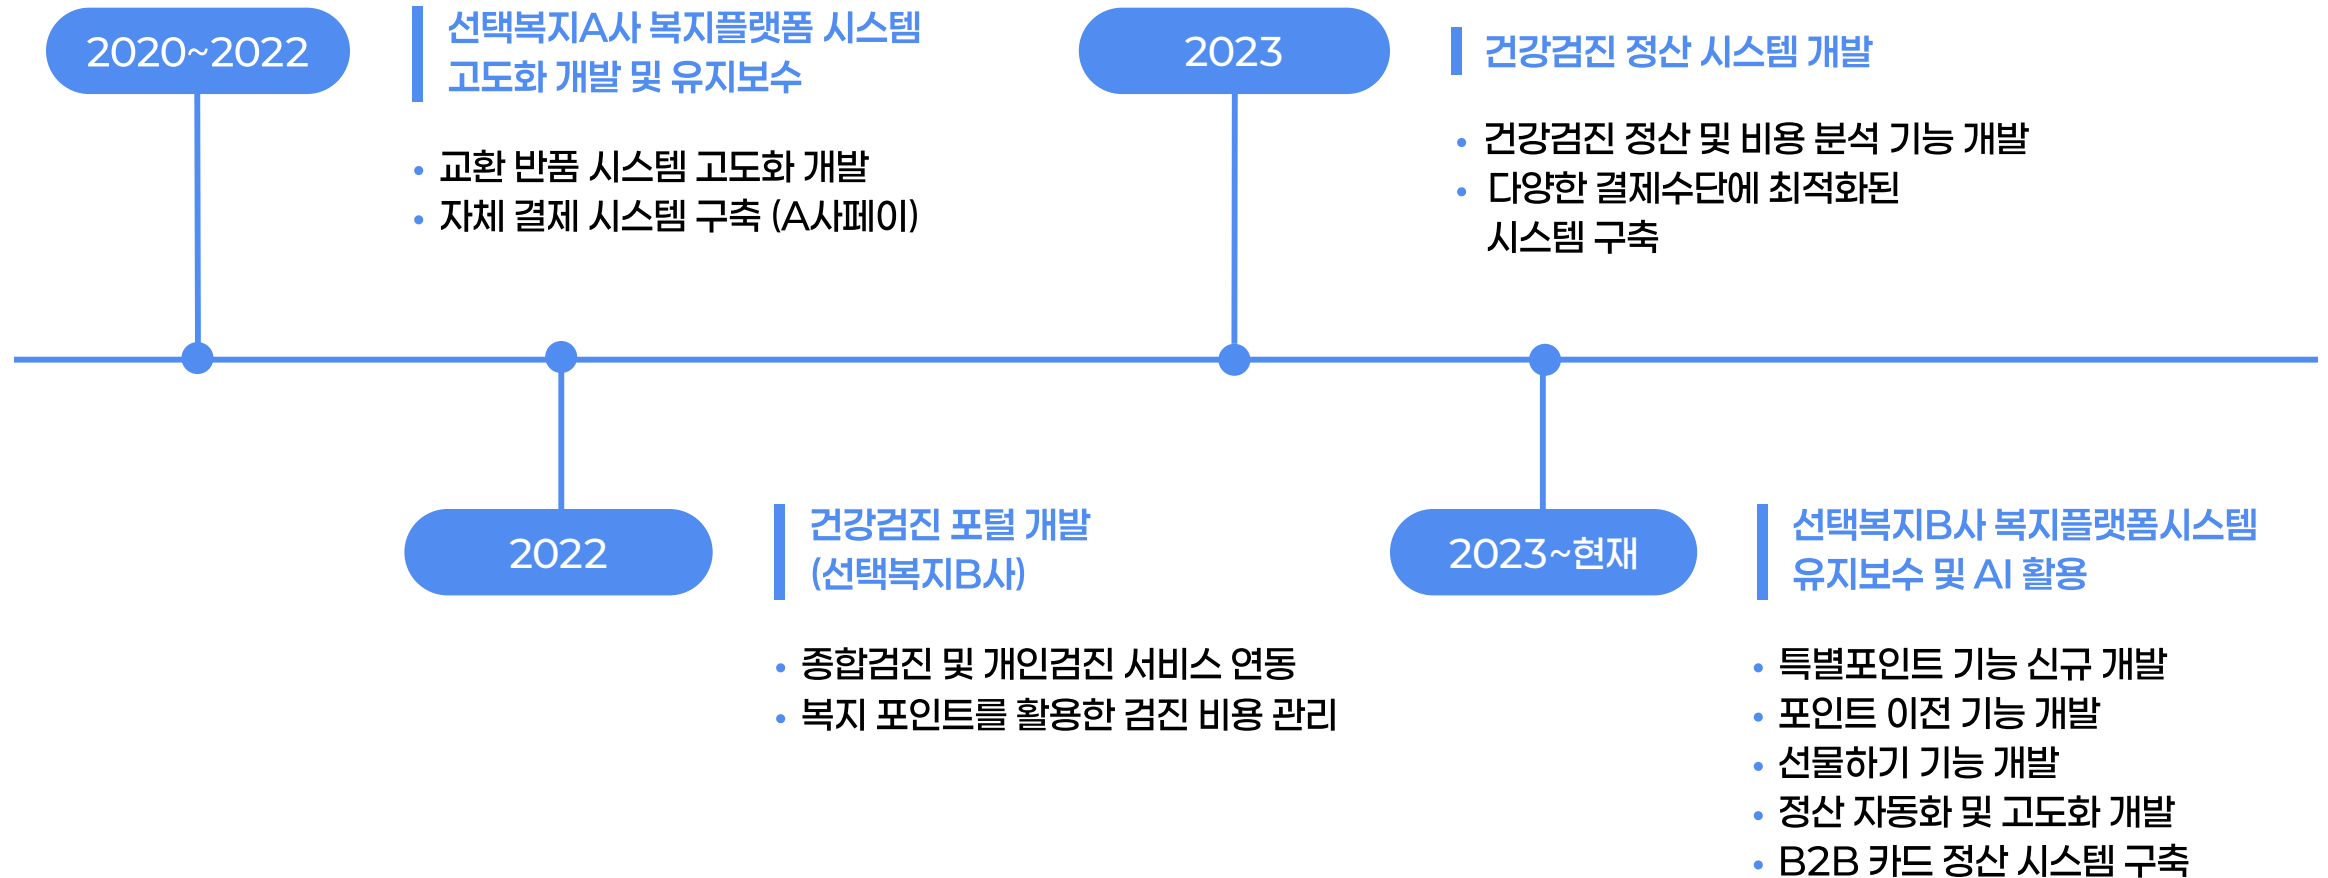 2020~2022
선택복지A사 복지플랫폼 시스템
고도화 개발 및 유지보수
교환 반품 시스템 고도화 개발
자체 결제 시스템 구축 (A사페이)
2022
건강검진 포털 개발
(선택복지B사)
종합검진 및 개인검진 서비스 연동
복지 포인트를 활용한 검진 비용 관리
2023
건강검진 정산 시스템 개발
건강검진 정산 및 비용 분석 기능 개발
다양한 결제수단에 최적화된
시스템 구축
2023~현재
선택복지B사 복지플랫폼시스템
유지보수 및 AI 활용
특별포인트 기능 신규 개발
포인트 이전 기능 개발
선물하기 기능 개발
정산 자동화 및 고도화 개발
B2B 카드 정산 시스템 구축